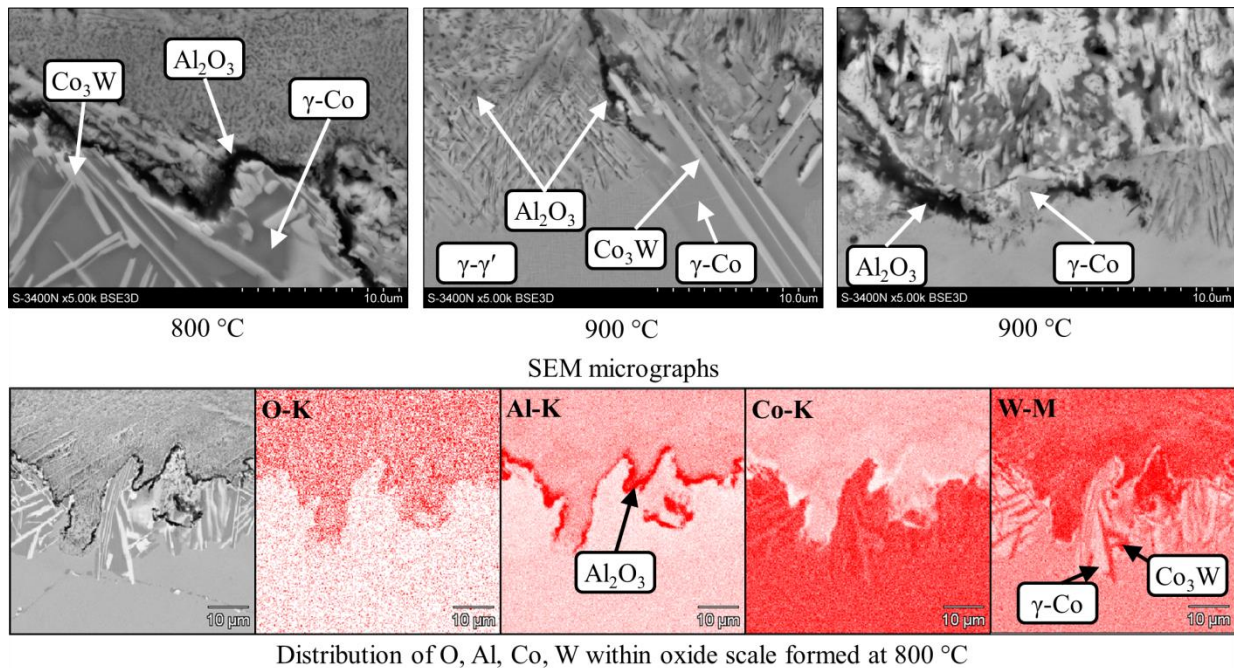 Co3W
Al2O3
γ-Co
S-3400N x5.00k BSE3D
10.0um
800 °C
Al2O3
γ-γ′
Co3W
γ-Co
S-3400N x5.00k BSE3D
10.0um
900 °C
Al2O3
γ-Co
S-3400N x5.00k BSE3D
10.0um
900 °C
SEM micrographs
10 µm
O-K
10 µm
Al-K
Al2O3
10 µm
Co-K
10 µm
W-M
γ-Co
Co3W
10 µm
Distribution of O, Al, Co, W within oxide scale formed at 800 °C